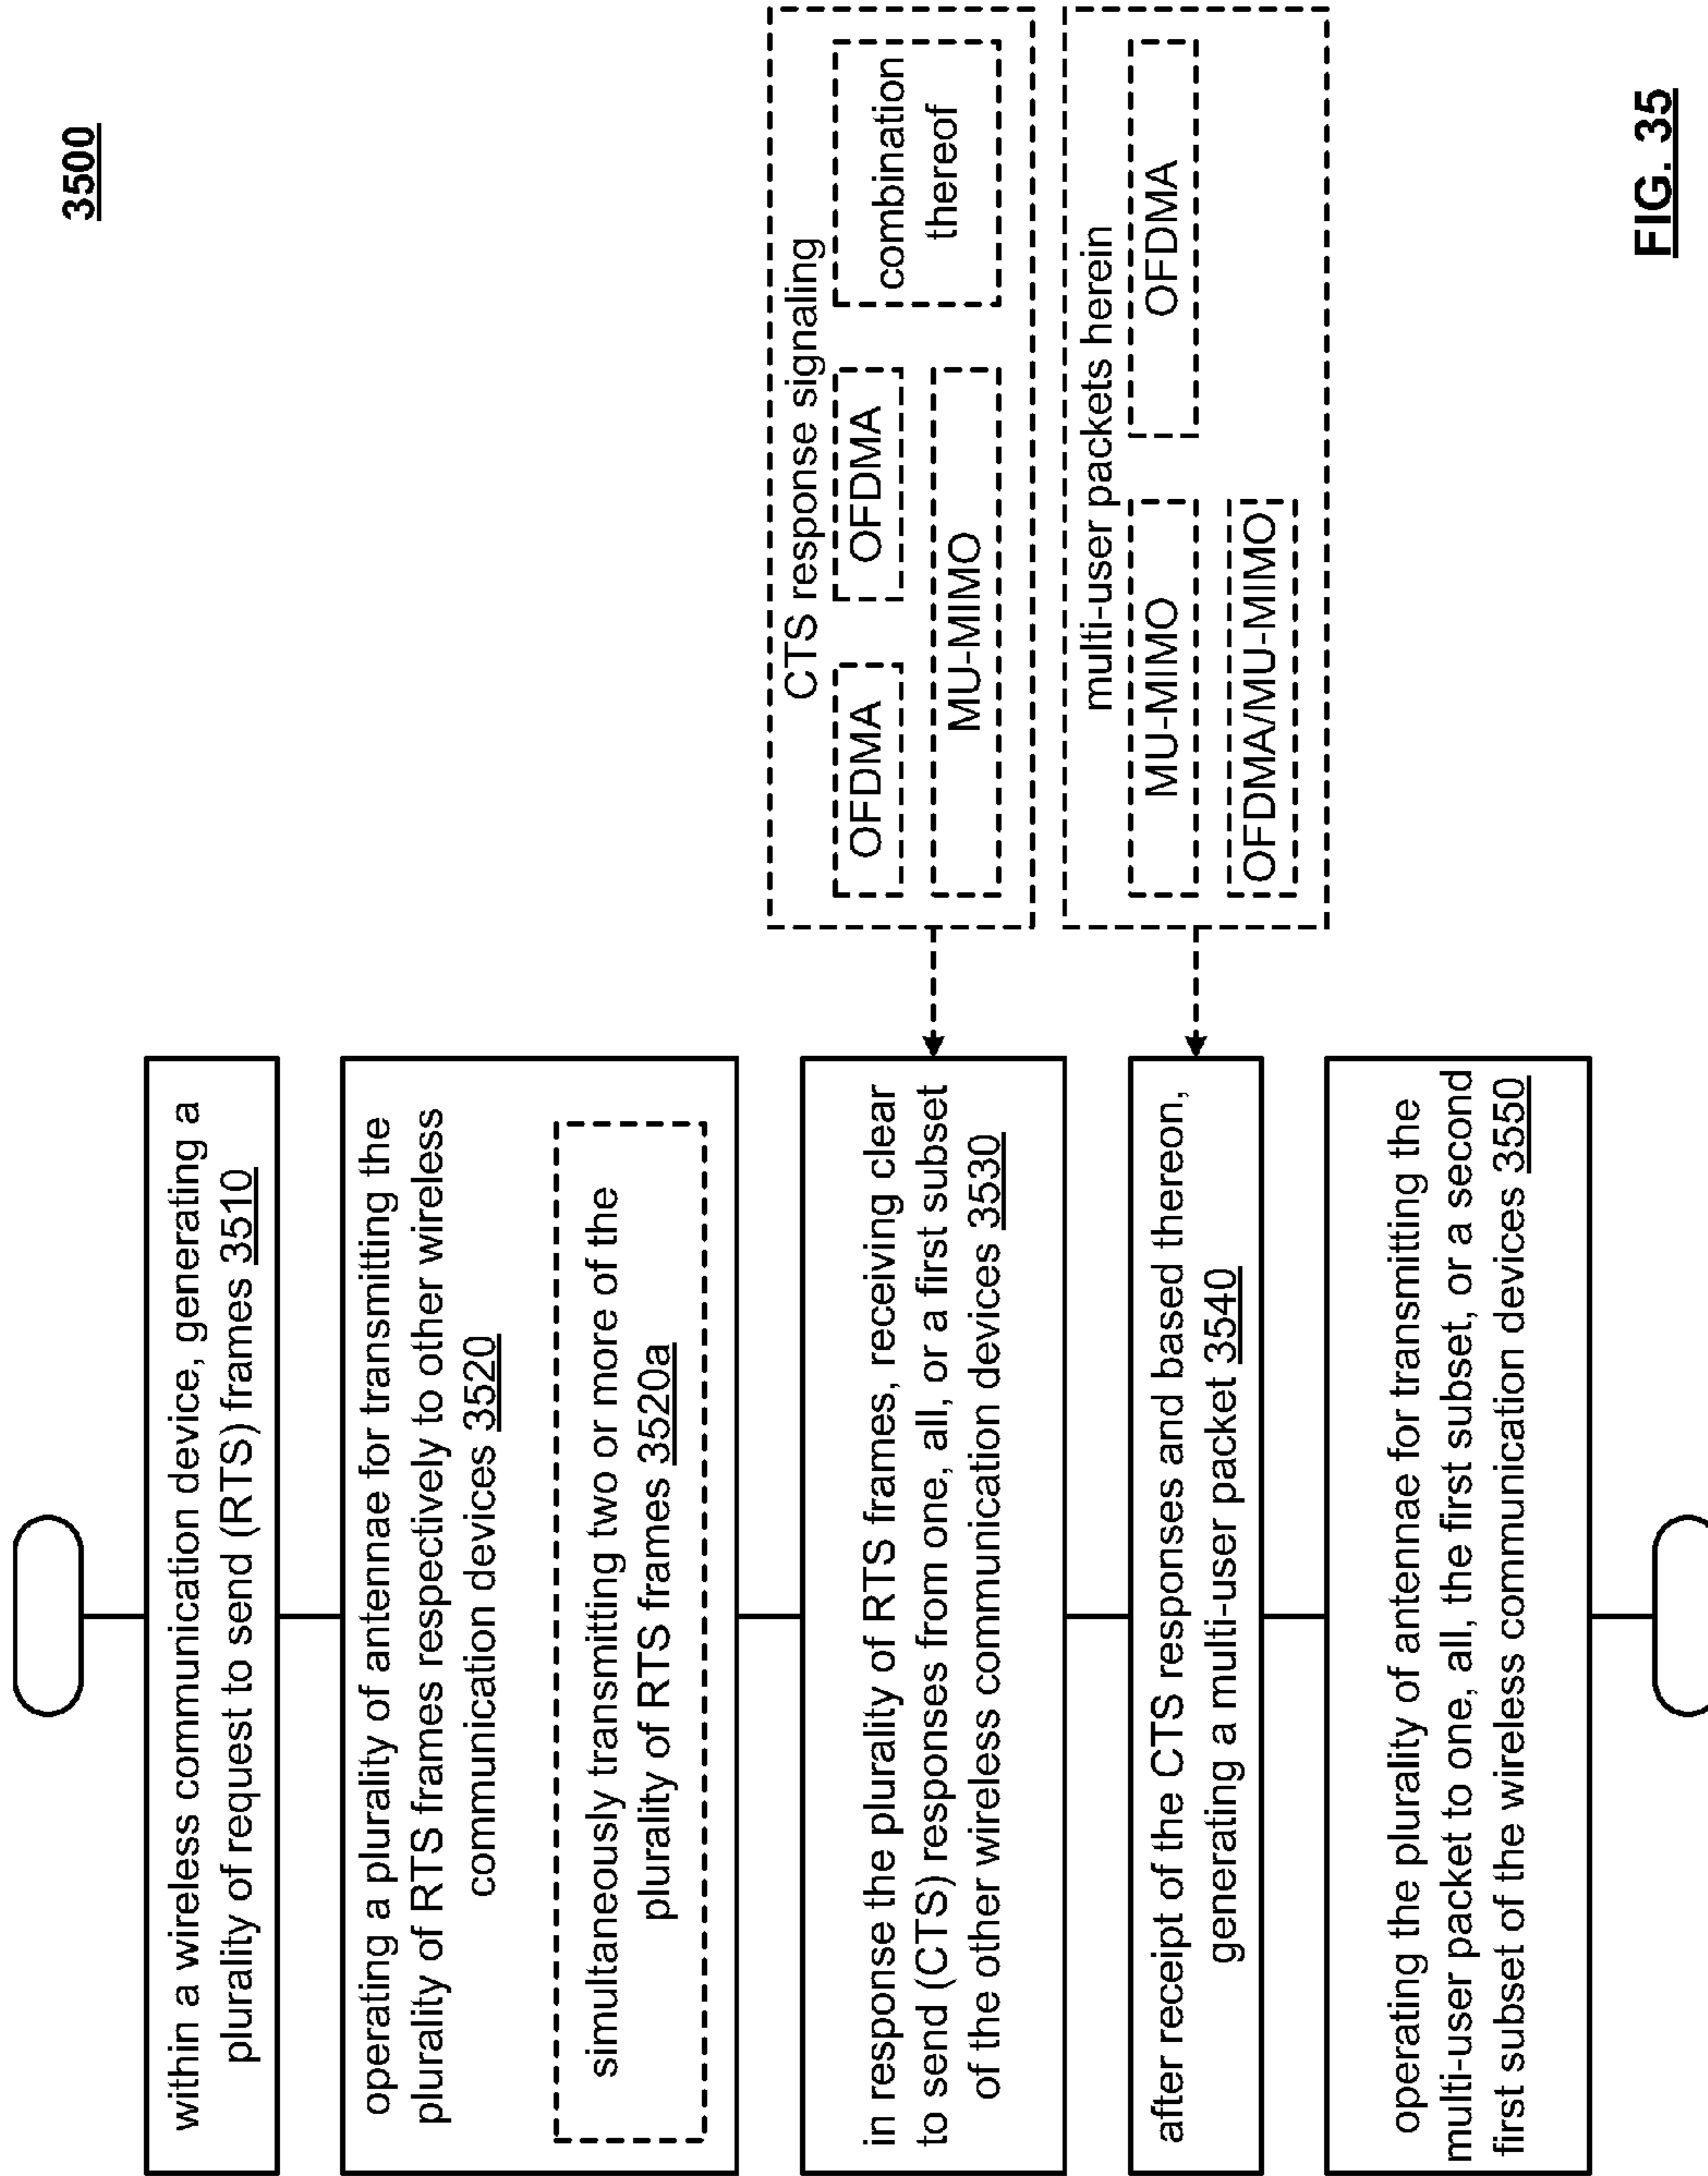 3500
within a wireless communication device, generating a
plurality of request to send (RTS) frames 3510
operating a plurality of antennae for transmitting the
plurality of RTS frames respectively to other wireless
communication devices 3520
simultaneously transmitting two or more of the
plurality of RTS frames 3520a
in response the plurality of RTS frames, receiving clear
to send (CTS) responses from one, all, or a first subset
of the other wireless communication devices 3530
CTS response signaling
OFDMA
OFDMA
combination
thereof
MU-MIMO
after receipt of the CTS responses and based thereon,
generating a multi-user packet 3540
multi-user packets herein
MU-MIMO
OFDMA
OFDMA/MU-MIMO
operating the plurality of antennae for transmitting the
multi-user packet to one, all, the first subset, or a second
first subset of the wireless communication devices 3550
FIG. 35